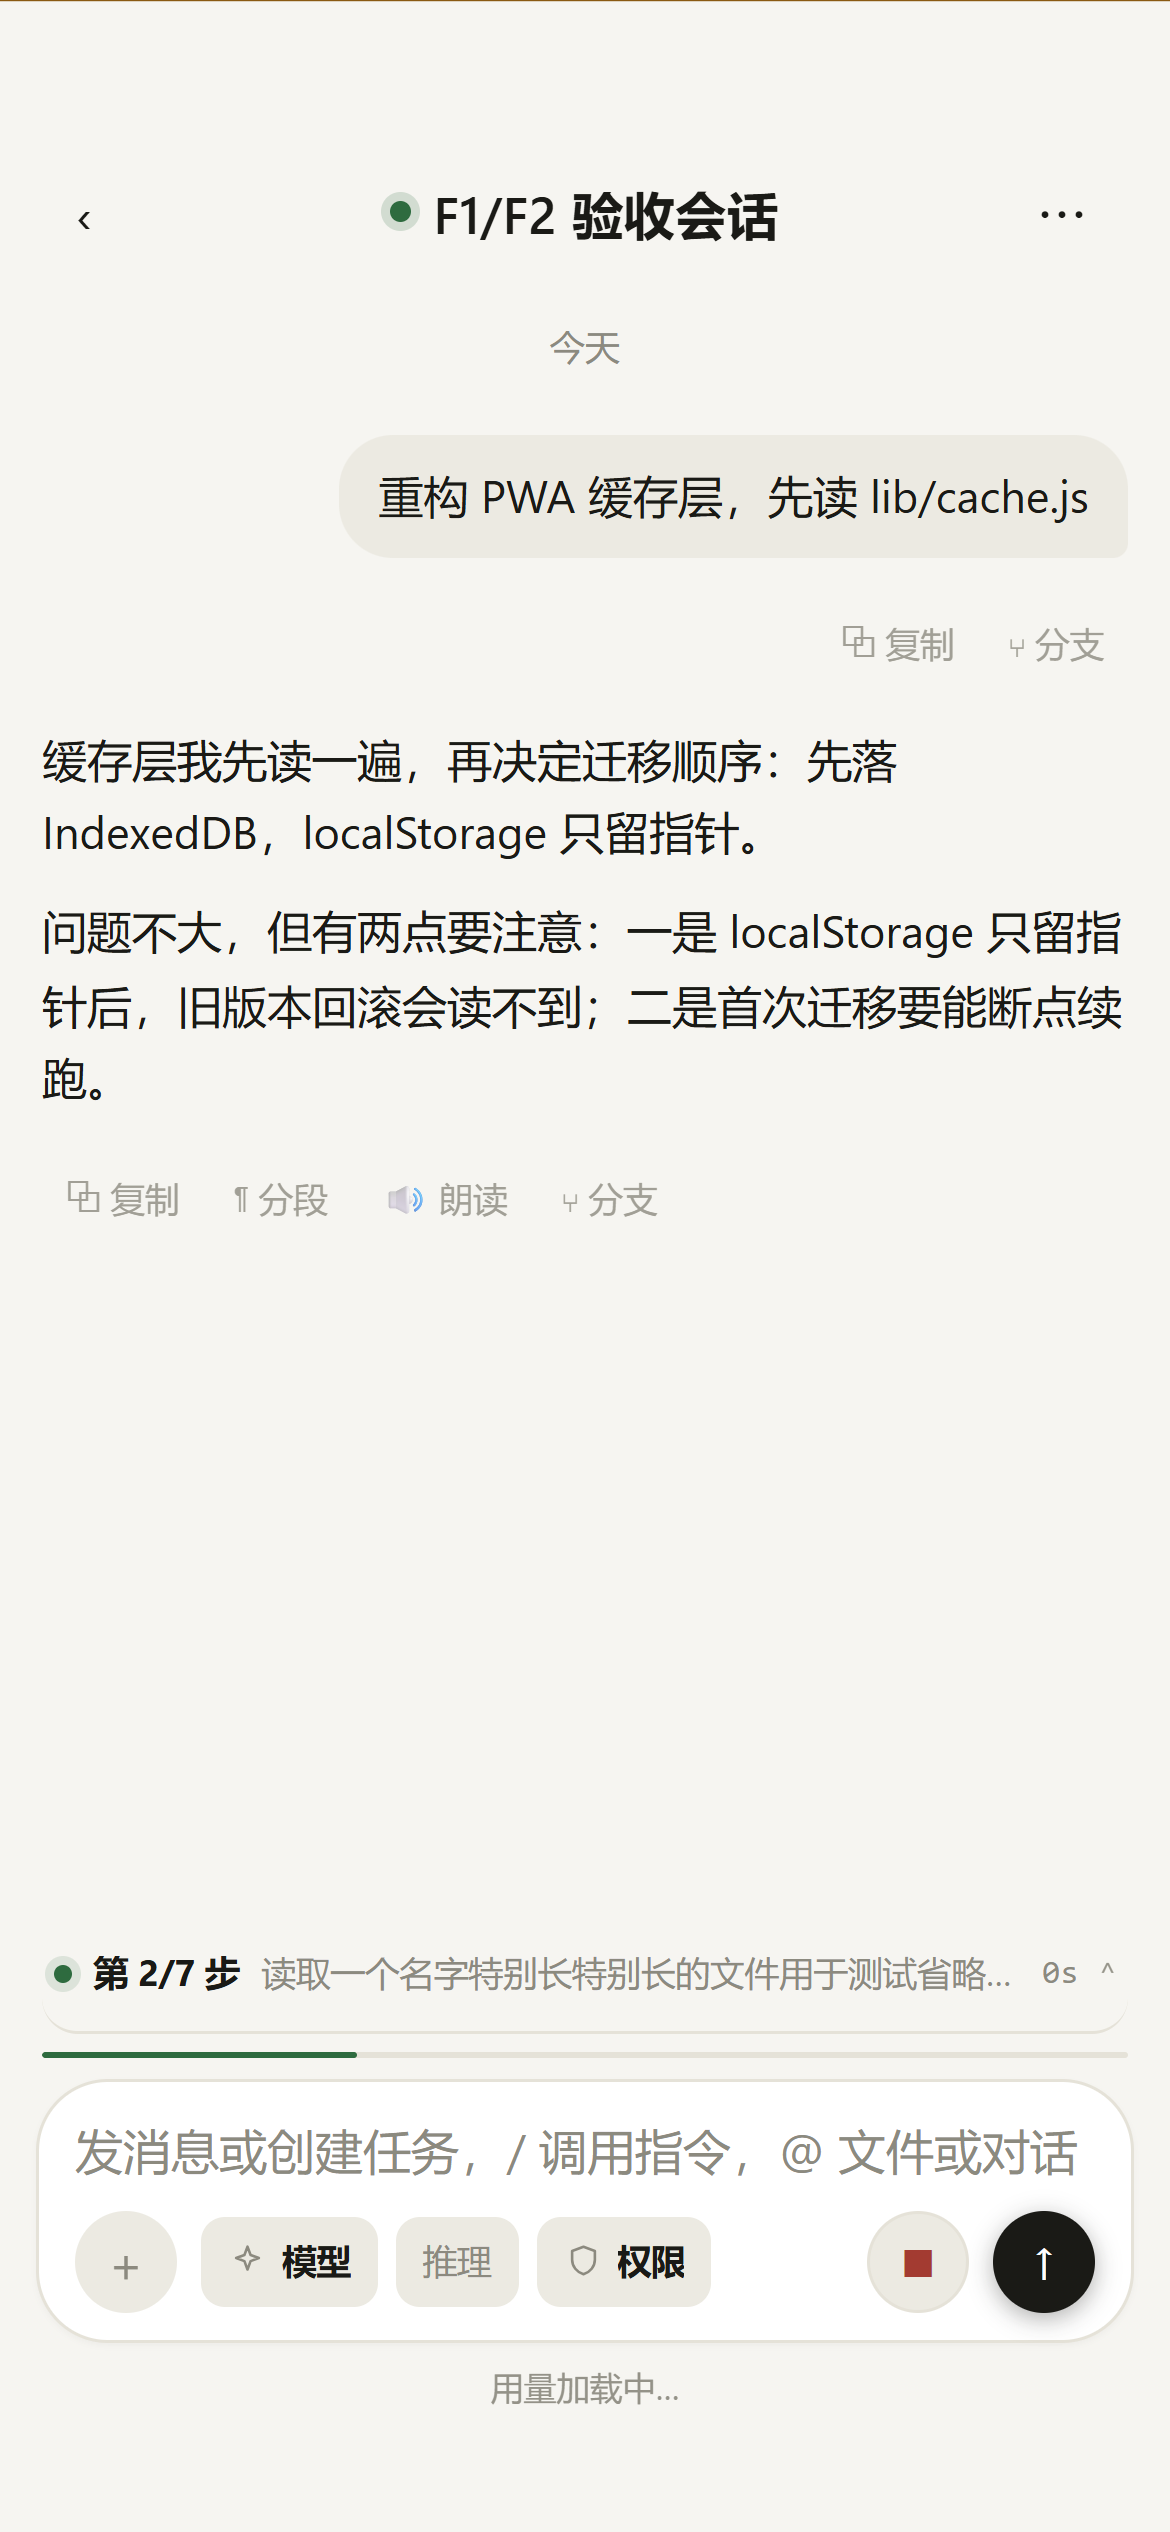 F1/F2 验收会话
今天
重构 PWA 缓存层，先读 lib/cache.js
复制 分支
缓存层我先读一遍，再决定迁移顺序：先落
IndexedDB，localStorage 只留指针。
问题不大，但有两点要注意：一是 localStorage 只留指
针后，旧版本回滚会读不到；二是首次迁移要能断点续
跑。
复制 ¶ 分段 朗读 分支
第 2/7 步 读取一个名字特别长特别长的文件用于测试省略... 0s ^
发消息或创建任务，/ 调用指令，@ 文件或对话
+ 模型 推理 权限 ↑
用量加载中...